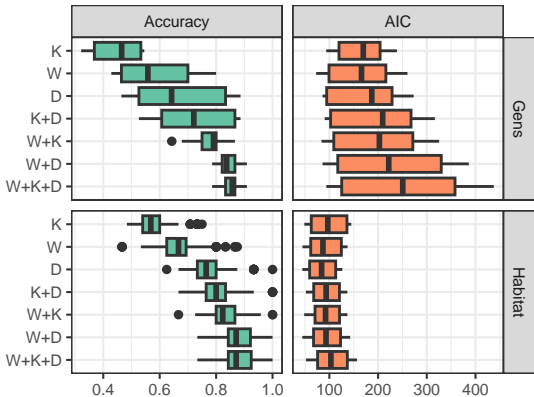 Accuracy AIC
K
W
D
K+D
W+K
W+D
W+K+D
Gens
K
W
D
K+D
W+K
W+D
W+K+D
Habitat
0.4 0.6 0.8 1.0 100 200 300 400